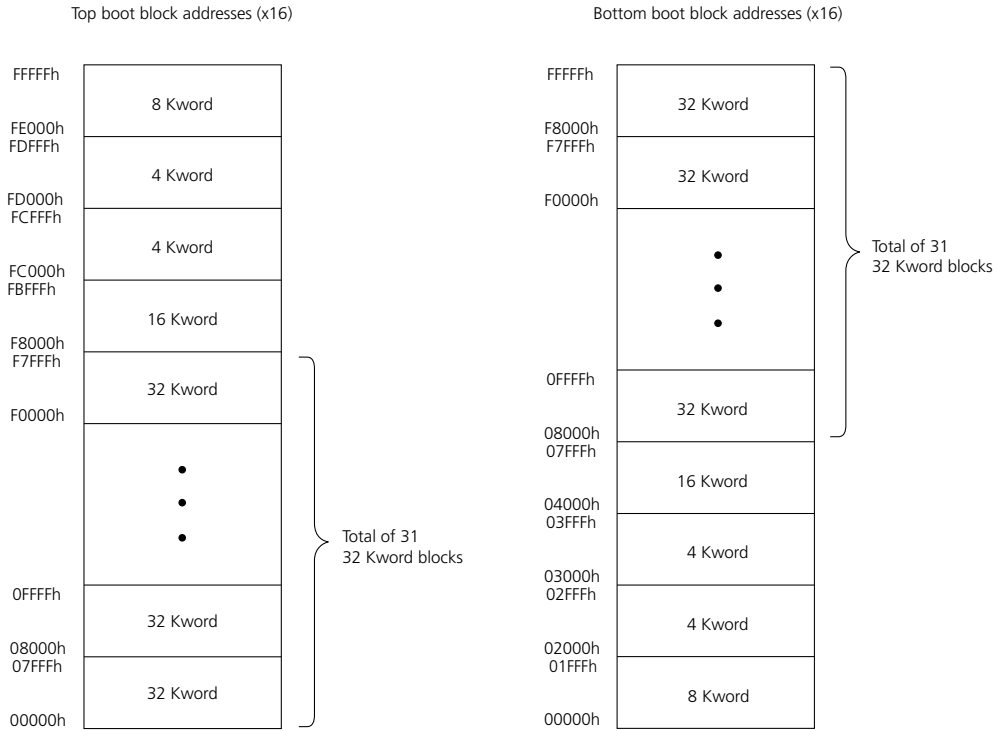 Top boot block addresses (x16)
FFFFFh
8 Kword
FE000h
FDFFFh
4 Kword
FD000h
FCFFFh
4 Kword
FC000h
FBFFFh
16 Kword
F8000h
F7FFFh
32 Kword
F0000h
Total of 31
32 Kword blocks
0FFFFh
32 Kword
08000h
07FFFh
32 Kword
00000h
Bottom boot block addresses (x16)
FFFFFh
32 Kword
F8000h
F7FFFh
32 Kword
F0000h
Total of 31
32 Kword blocks
0FFFFh
32 Kword
08000h
07FFFh
16 Kword
04000h
03FFFh
4 Kword
03000h
02FFFh
4 Kword
02000h
01FFFh
8 Kword
00000h